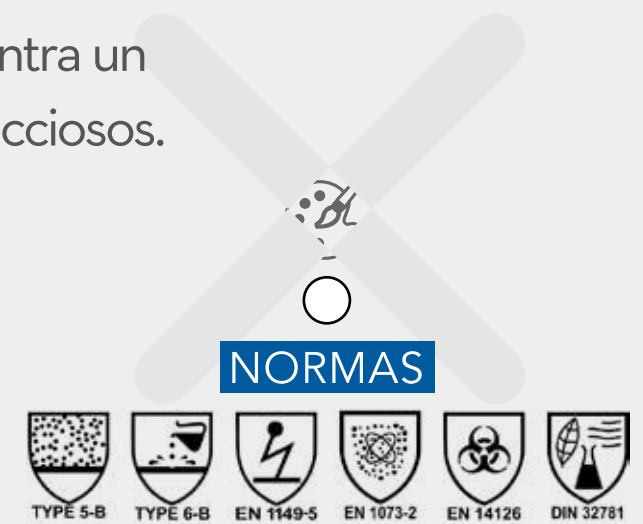 ntra un
cciosos.
NORMAS
TYPE 5-B
TYPE 6-B
EN 1149-5
EN 1073-2
EN 14126
DIN 32781